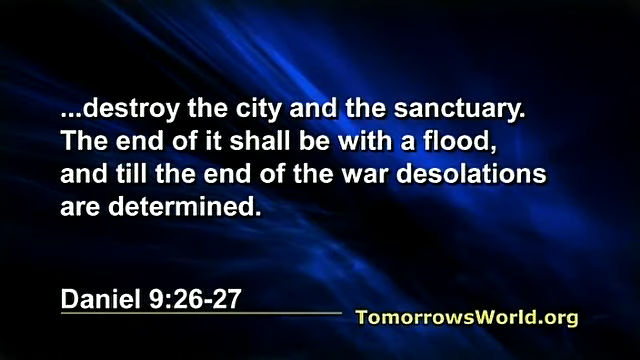 ...destroy the city and the sanctuary.
The end of it shall be with a flood,
and till the end of the war desolations
are determined.
Daniel 9:26-27
TomorrowsWorld.org